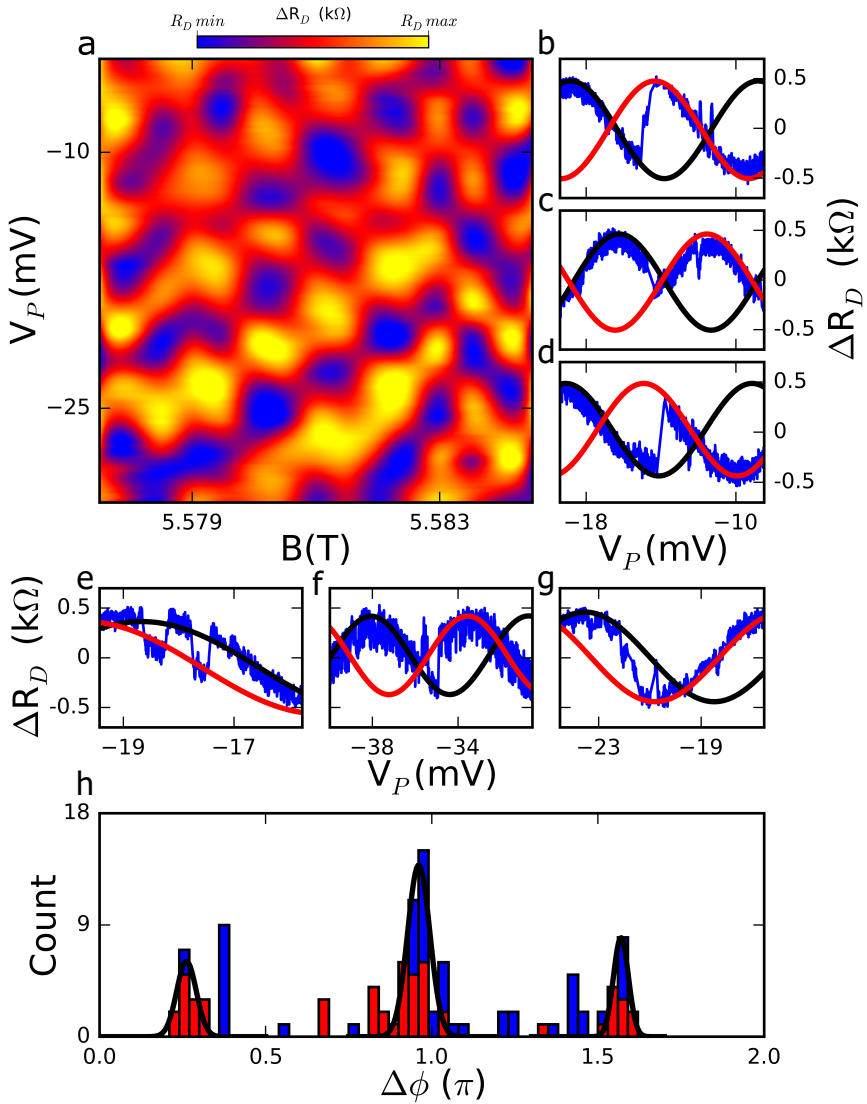 ΔR_D (kΩ)
R_D min R_D max
a
V_P (mV)
−10
−25
5.579 5.583
B(T)
b
0.5
0
-0.5
c
0.5
0
-0.5
d
0.5
0
-0.5
ΔR_D (kΩ)
−18 −10
V_P (mV)
e
f
g
ΔR_D (kΩ)
0.5
0
-0.5
−19 −17
−38 −34
−23 −19
V_P (mV)
h
Count
18
9
0
0.0 0.5 1.0 1.5 2.0
Δϕ (π)